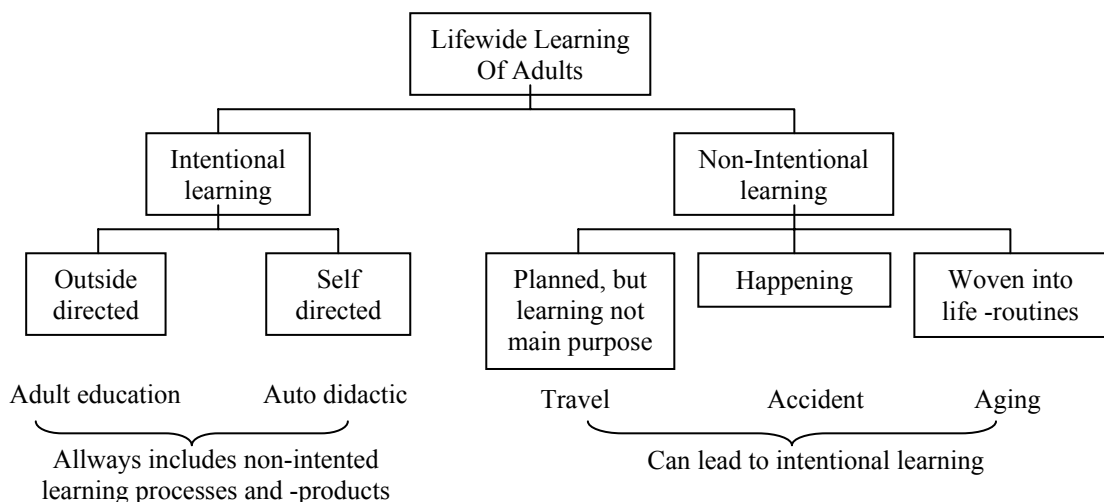 Lifewide Learning
Of Adults
Intentional
learning
Non-Intentional
learning
Outside
directed
Self
directed
Planned, but
learning not
main purpose
Happening
Woven into
life -routines
Adult education
Auto didactic
Travel
Accident
Aging
Allways includes non-intented
learning processes and -products
Can lead to intentional learning